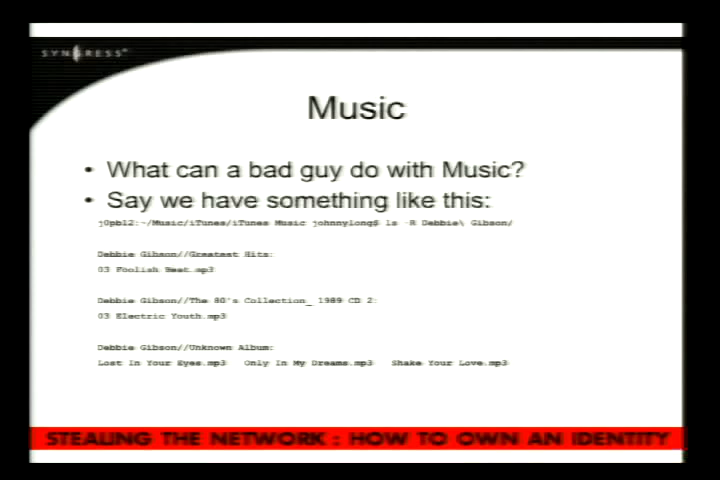 SYNGRESS
Music
• What can a bad guy do with Music?
• Say we have something like this:
j0pbl2:~/Music/iTunes/iTunes Music johnnylong$ ls -R Debbie\ Gibson/
Debbie Gibson//Greatest Hits:
03 Foolish Beat.mp3
Debbie Gibson//The 80's Collection_ 1989 CD 2:
03 Electric Youth.mp3
Debbie Gibson//Unknown Album:
Lost In Your Eyes.mp3 Only In My Dreams.mp3 Shake Your Love.mp3
STEALING THE NETWORK : HOW TO OWN AN IDENTITY